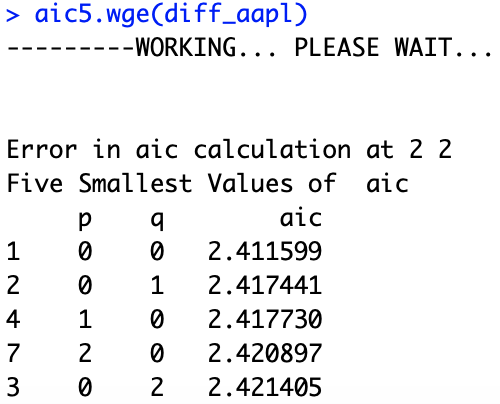 > aic5.wge(diff_aapl)
---------WORKING... PLEASE WAIT...
Error in aic calculation at 2 2
Five Smallest Values of  aic
     p    q        aic
1    0    0   2.411599
2    0    1   2.417441
4    1    0   2.417730
7    2    0   2.420897
3    0    2   2.421405